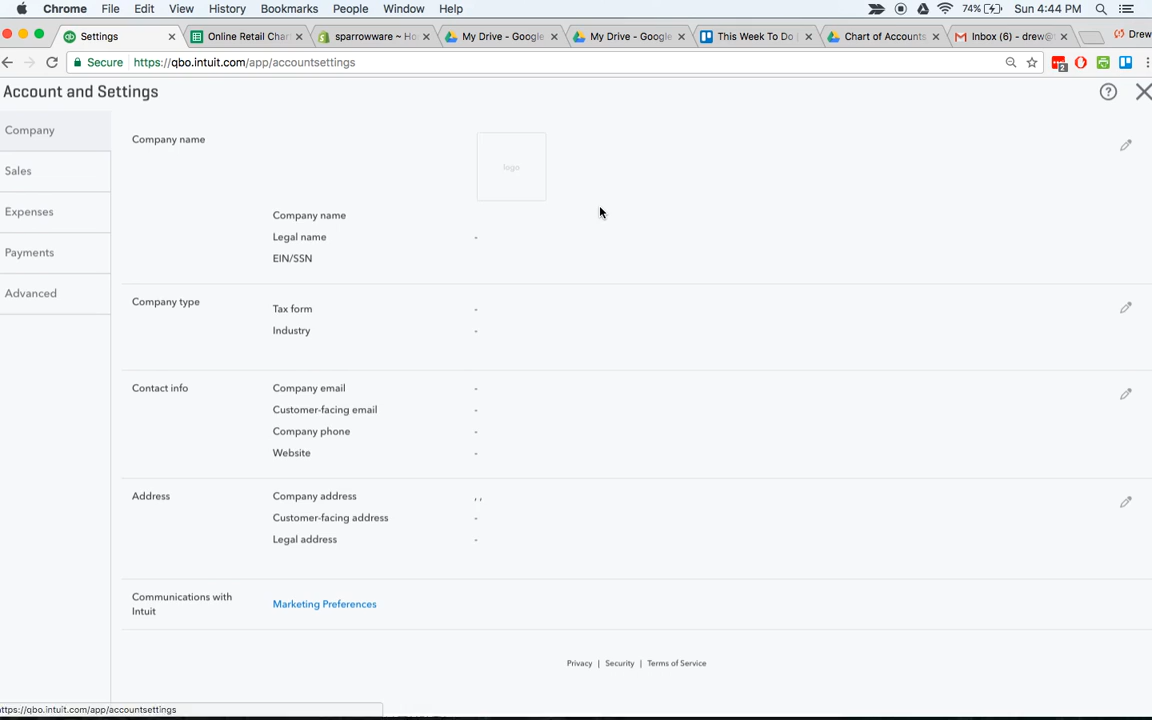 Chrome File Edit View History Bookmarks People Window Help 74% Sun 4:44 PM
Settings Online Retail Char sparrowware ~ Ho My Drive - Google My Drive - Google This Week To Do Chart of Accounts Inbox (6) - drew@ Drew
Secure https://qbo.intuit.com/app/accountsettings 2
Account and Settings ?
Company
Sales
Expenses
Payments
Advanced
Company name
logo
Company name
Legal name -
EIN/SSN
Company type
Tax form -
Industry -
Contact info
Company email -
Customer-facing email -
Company phone -
Website -
Address
Company address , ,
Customer-facing address -
Legal address -
Communications with
Intuit
Marketing Preferences
Privacy | Security | Terms of Service
https://qbo.intuit.com/app/accountsettings